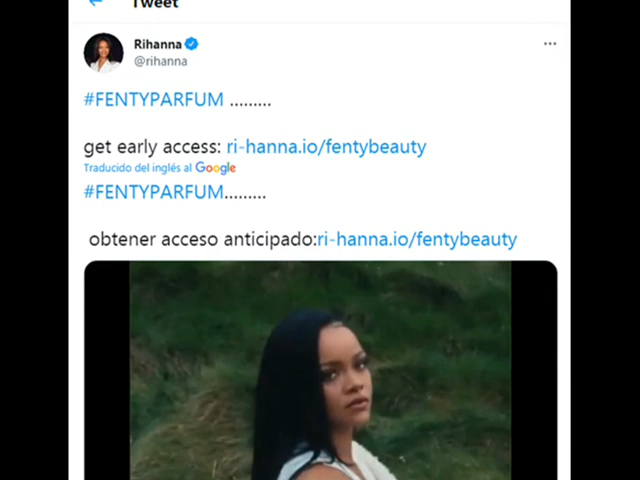 Tweet
Rihanna
@rihanna
#FENTYPARFUM .........
get early access: ri-hanna.io/fentybeauty
Traducido del inglés al Google
#FENTYPARFUM.........
obtener acceso anticipado:ri-hanna.io/fentybeauty